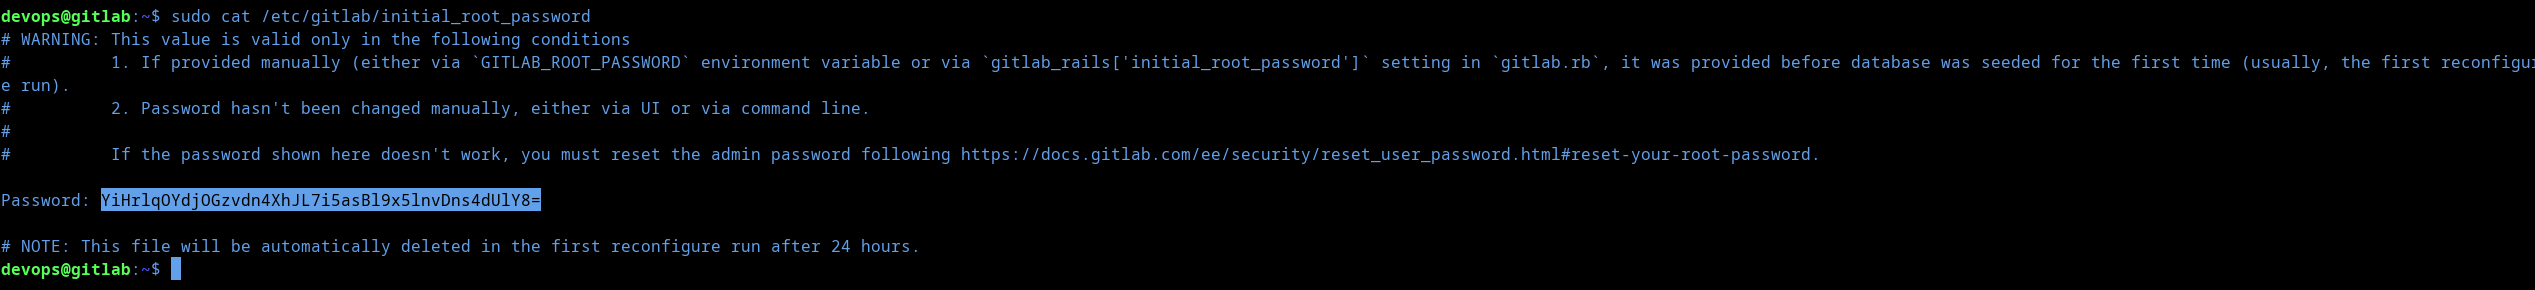 devops@gitlab:~$ sudo cat /etc/gitlab/initial_root_password
# WARNING: This value is valid only in the following conditions
#          1. If provided manually (either via `GITLAB_ROOT_PASSWORD` environment variable or via `gitlab_rails['initial_root_password']` setting in `gitlab.rb`, it was provided before database was seeded for the first time (usually, the first reconfigur
e run).
#          2. Password hasn't been changed manually, either via UI or via command line.
#
#          If the password shown here doesn't work, you must reset the admin password following https://docs.gitlab.com/ee/security/reset_user_password.html#reset-your-root-password.
Password: YiHrlqOYdjOGzvdn4XhJL7i5asBl9x5lnvDns4dUlY8=
# NOTE: This file will be automatically deleted in the first reconfigure run after 24 hours.
devops@gitlab:~$